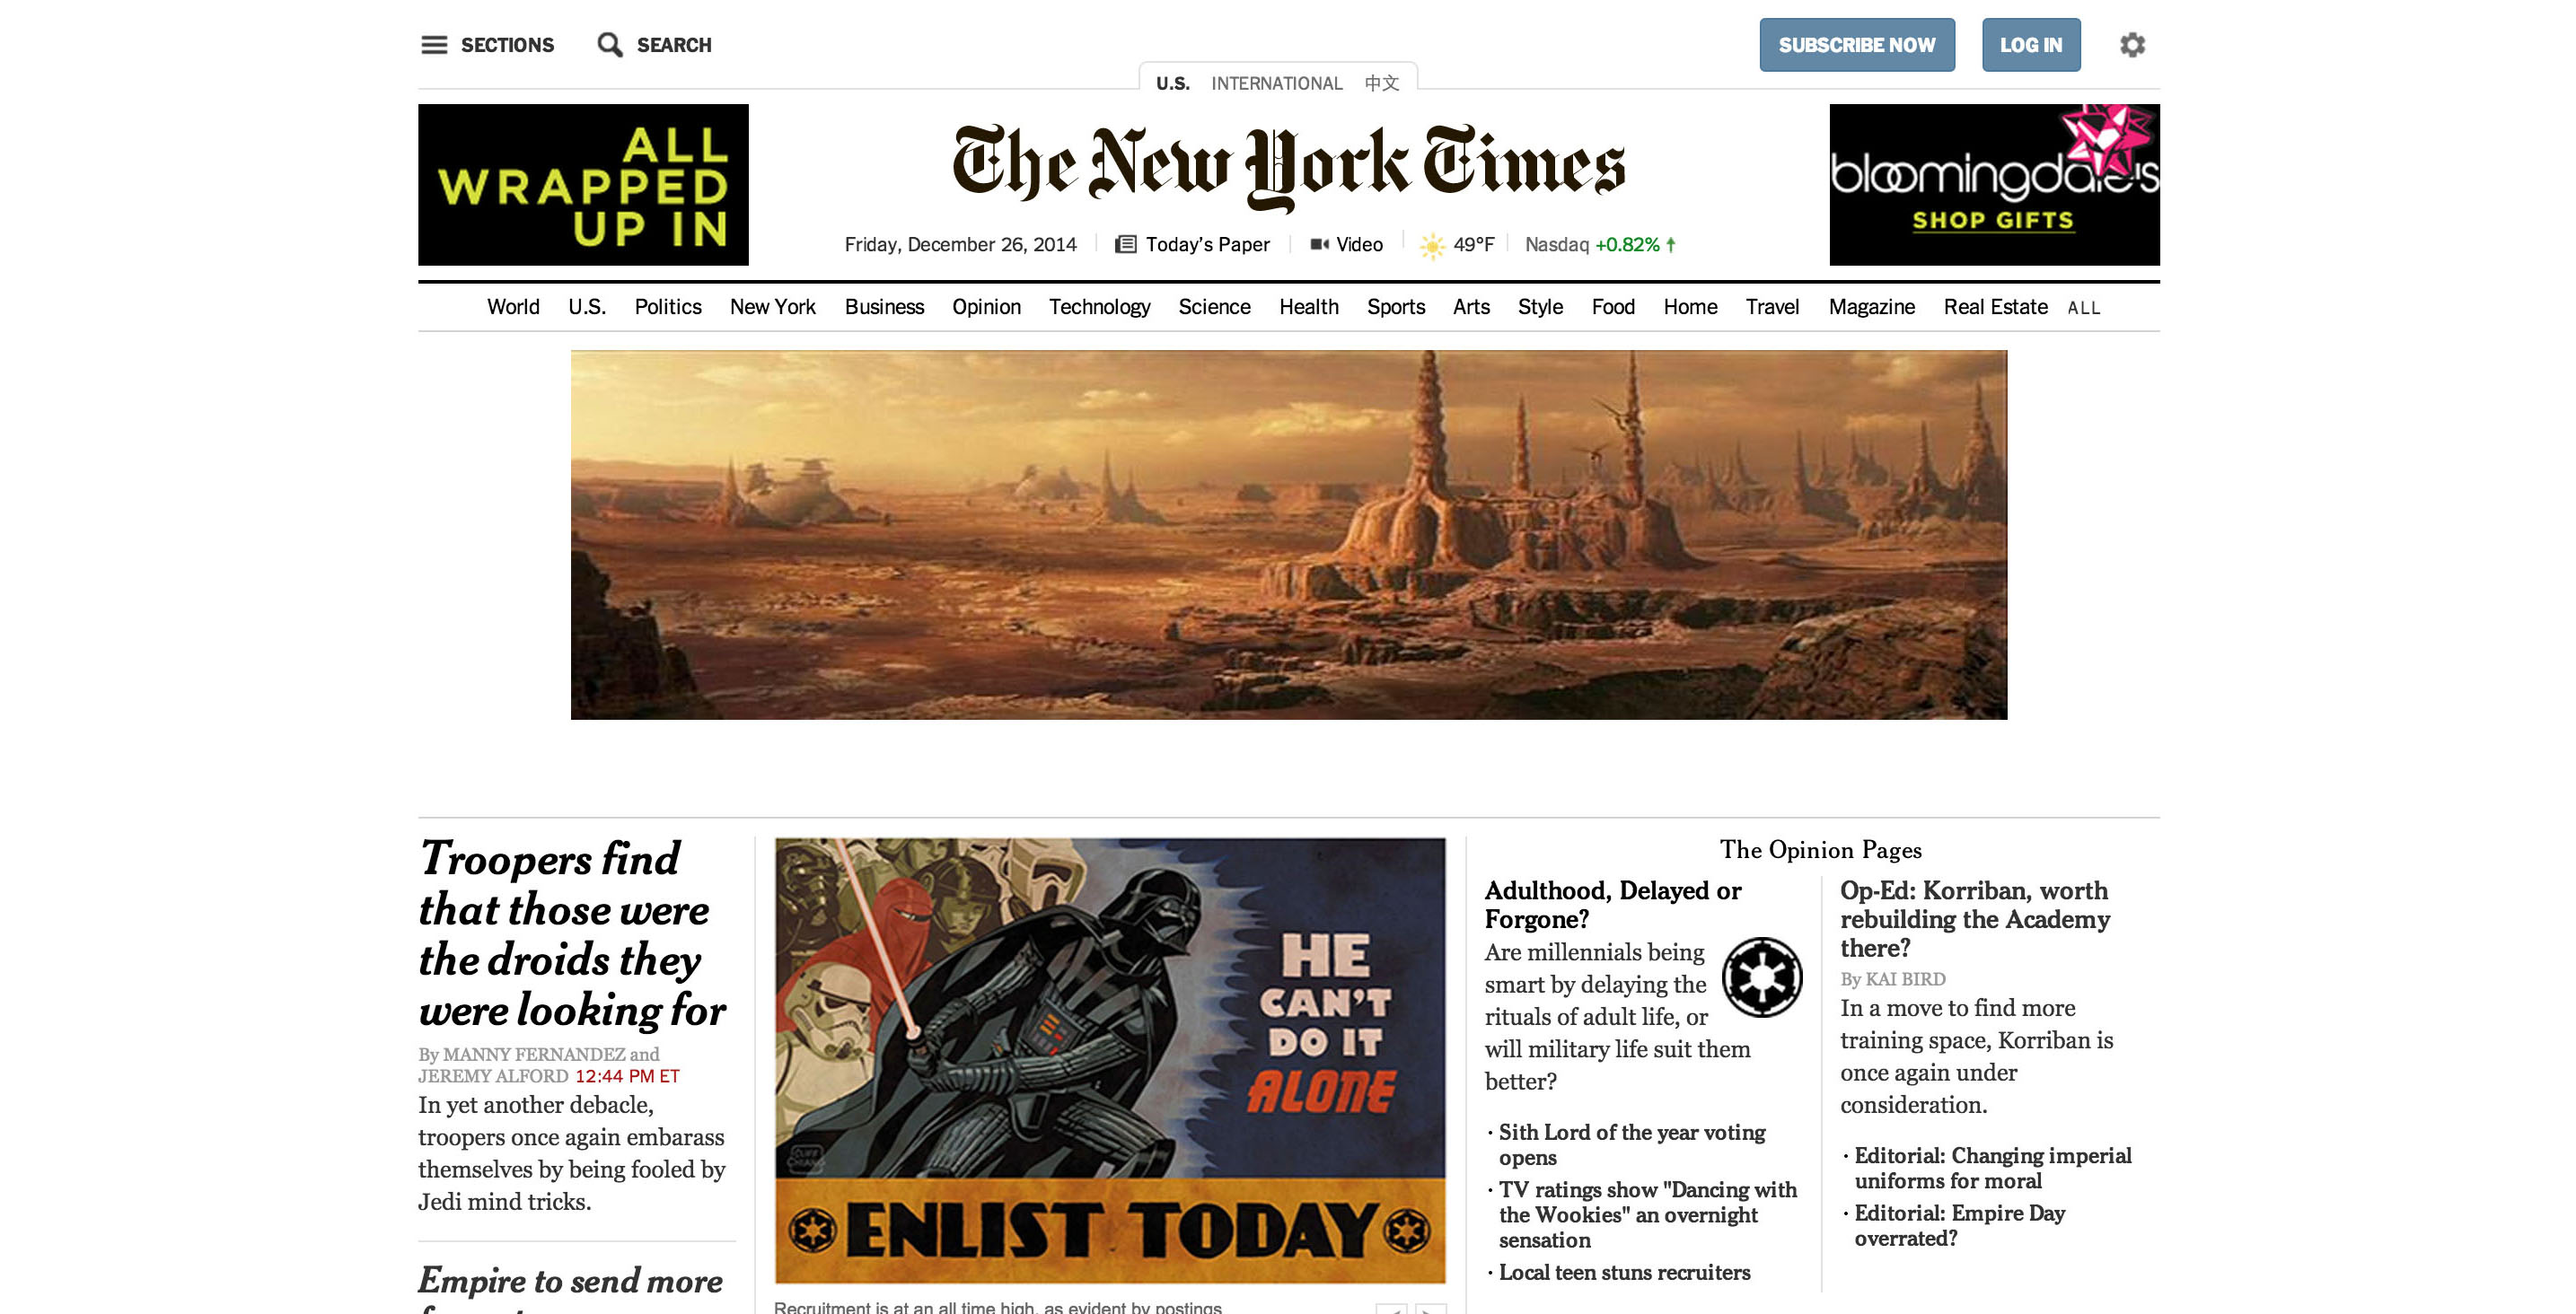 SECTIONS
SEARCH
SUBSCRIBE NOW
LOG IN
U.S. INTERNATIONAL 中文
ALL
WRAPPED
UP IN
The New York Times
bloomingdale's
SHOP GIFTS
Friday, December 26, 2014
Today's Paper
Video
49°F
Nasdaq +0.82%
World U.S. Politics New York Business Opinion Technology Science Health Sports Arts Style Food Home Travel Magazine Real Estate ALL
Troopers find
that those were
the droids they
were looking for
By MANNY FERNANDEZ and
JEREMY ALFORD 12:44 PM ET
In yet another debacle,
troopers once again embarass
themselves by being fooled by
Jedi mind tricks.
Empire to send more
HE
CAN'T
DO IT
ALONE
CLIFF
CHIANG
ENLIST TODAY
Recruitment is at an all time high, as evident by postings
The Opinion Pages
Adulthood, Delayed or
Forgone?
Are millennials being
smart by delaying the
rituals of adult life, or
will military life suit them
better?
· Sith Lord of the year voting
opens
· TV ratings show "Dancing with
the Wookies" an overnight
sensation
· Local teen stuns recruiters
Op-Ed: Korriban, worth
rebuilding the Academy
there?
By KAI BIRD
In a move to find more
training space, Korriban is
once again under
consideration.
· Editorial: Changing imperial
uniforms for moral
· Editorial: Empire Day
overrated?